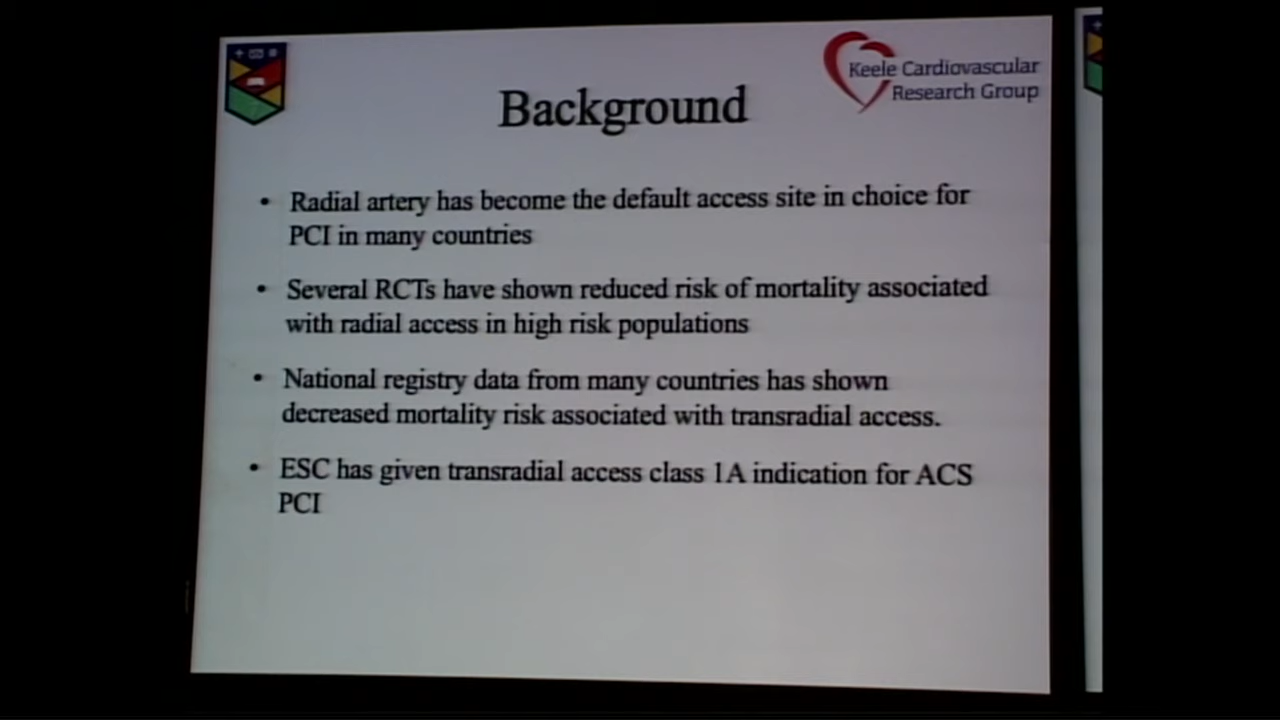 Keele Cardiovascular
Research Group
Background
• Radial artery has become the default access site in choice for
PCI in many countries
• Several RCTs have shown reduced risk of mortality associated
with radial access in high risk populations
• National registry data from many countries has shown
decreased mortality risk associated with transradial access.
• ESC has given transradial access class 1A indication for ACS
PCI